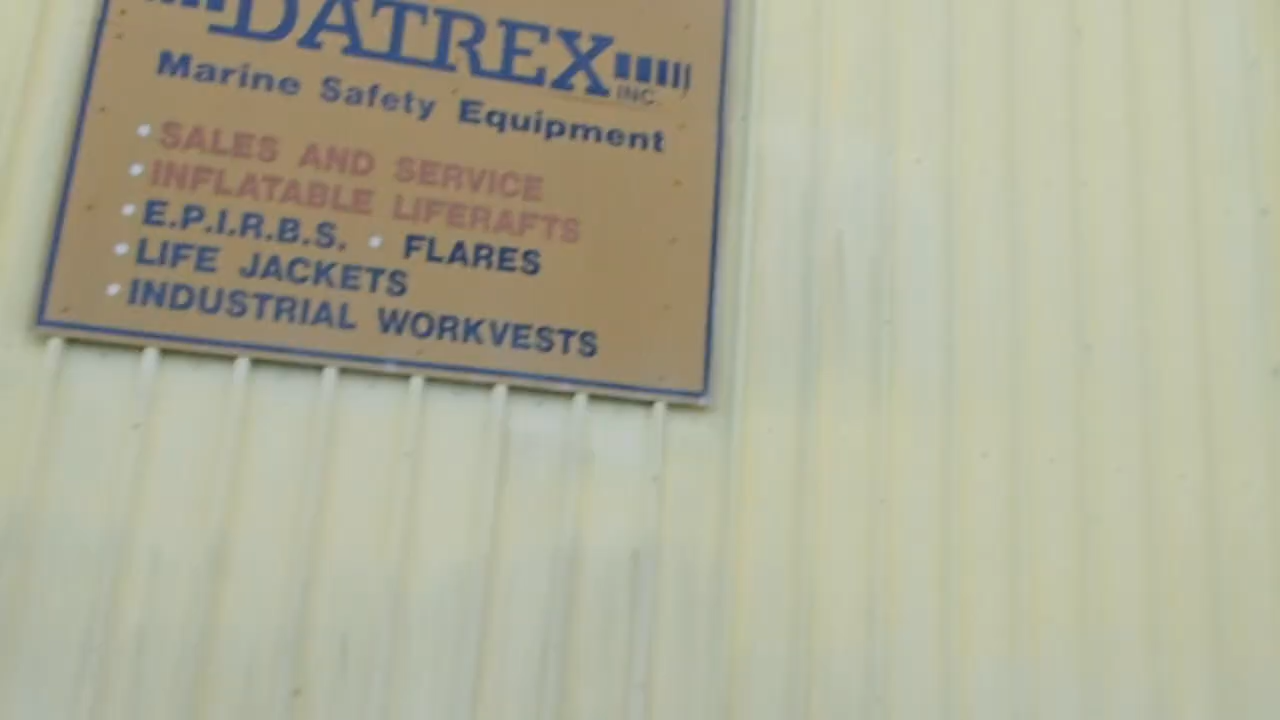 DATREX
INC.
Marine Safety Equipment
• SALES AND SERVICE
• INFLATABLE LIFERAFTS
• E.P.I.R.B.S. • FLARES
• LIFE JACKETS
• INDUSTRIAL WORKVESTS